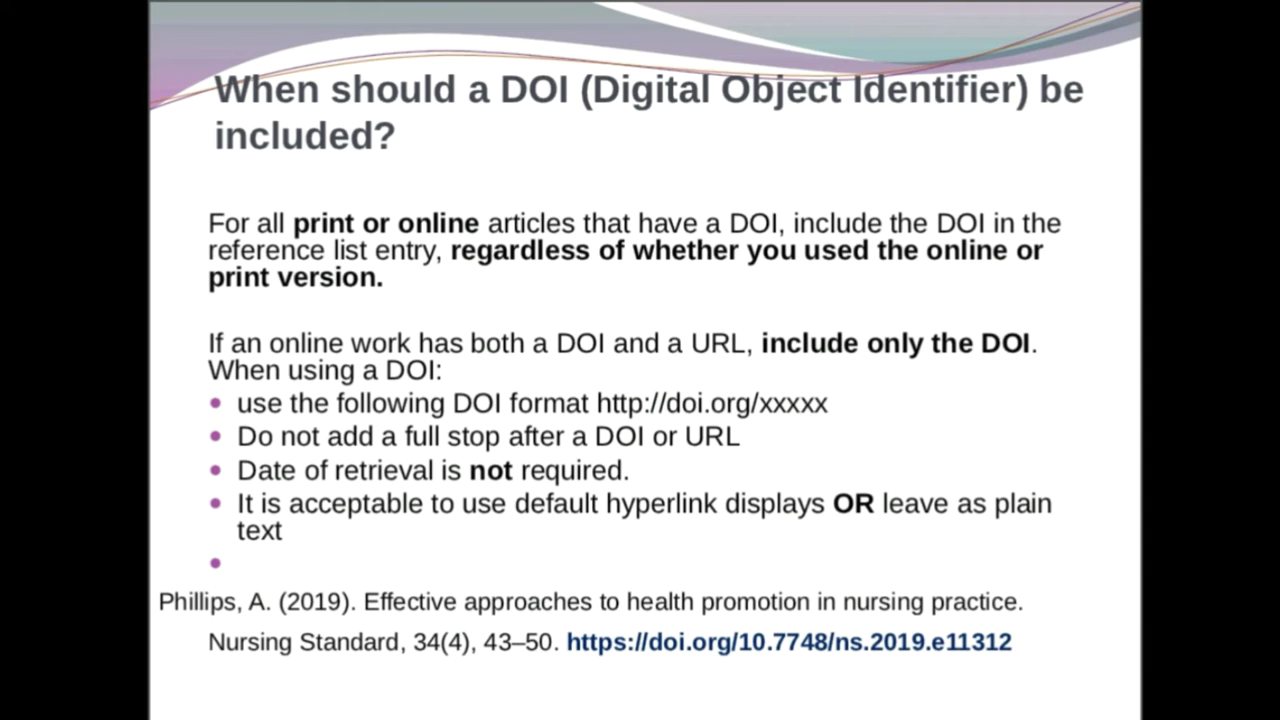 When should a DOI (Digital Object Identifier) be
included?
For all print or online articles that have a DOI, include the DOI in the
reference list entry, regardless of whether you used the online or
print version.
If an online work has both a DOI and a URL, include only the DOI.
When using a DOI:
• use the following DOI format http://doi.org/xxxxx
• Do not add a full stop after a DOI or URL
• Date of retrieval is not required.
• It is acceptable to use default hyperlink displays OR leave as plain
text
•
Phillips, A. (2019). Effective approaches to health promotion in nursing practice.
Nursing Standard, 34(4), 43–50. https://doi.org/10.7748/ns.2019.e11312